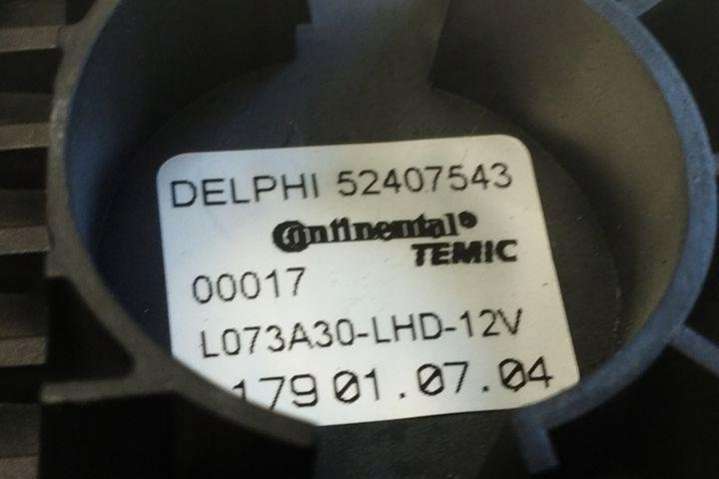 DELPHI 52407543
Continental®
TEMIC
00017
L073A30-LHD-12V
179 01.07.04